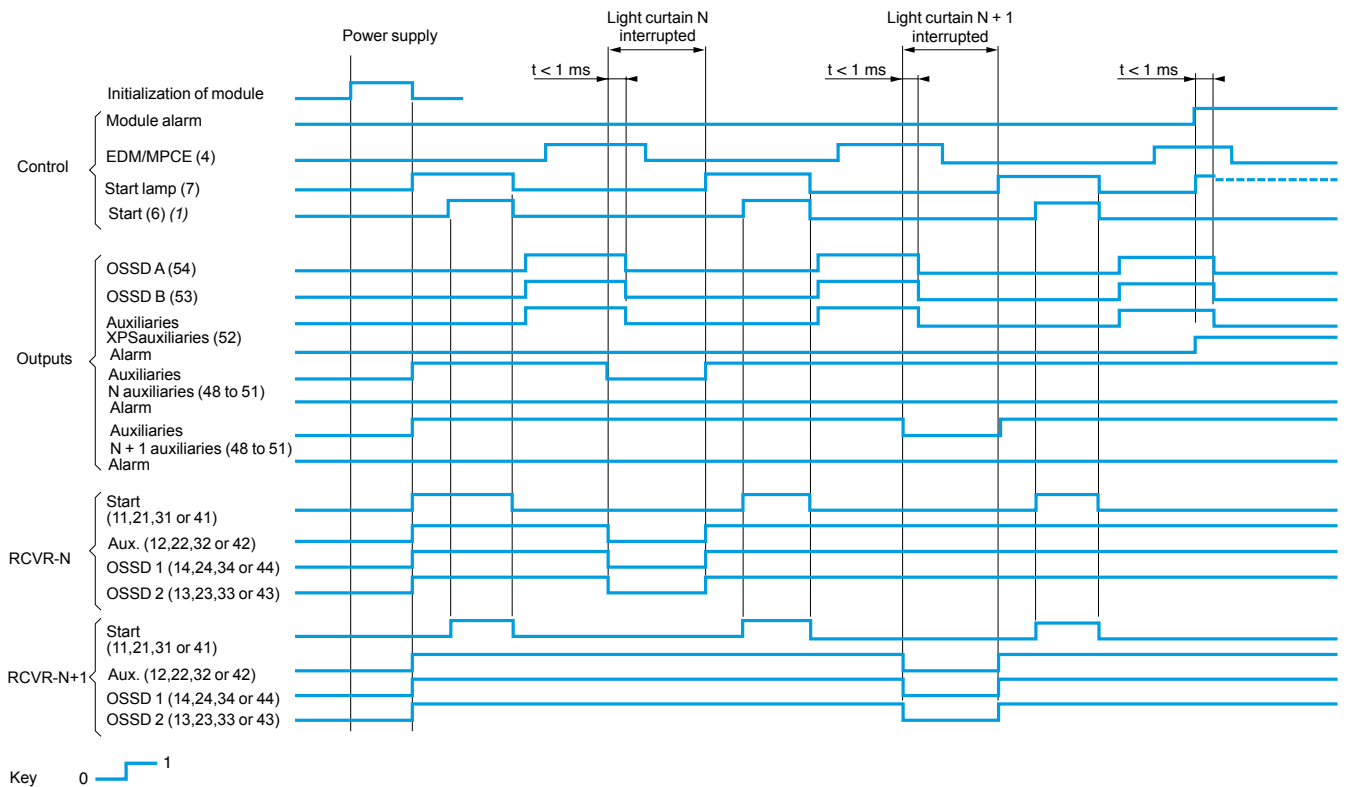 Light curtain N
interrupted
Light curtain N + 1
interrupted
Power supply
t < 1 ms
t < 1 ms
t < 1 ms
Initialization of module
Module alarm
EDM/MPCE (4)
Control
Start lamp (7)
Start (6) (1)
OSSD A (54)
OSSD B (53)
Auxiliaries
XPSauxiliaries (52)
Alarm
Outputs
Auxiliaries
N auxiliaries (48 to 51)
Alarm
Auxiliaries
N + 1 auxiliaries (48 to 51)
Alarm
Start
(11,21,31 or 41)
Aux. (12,22,32 or 42)
RCVR-N
OSSD 1 (14,24,34 or 44)
OSSD 2 (13,23,33 or 43)
Start
(11,21,31 or 41)
RCVR-N+1
Aux. (12,22,32 or 42)
OSSD 1 (14,24,34 or 44)
OSSD 2 (13,23,33 or 43)
Key 0 1